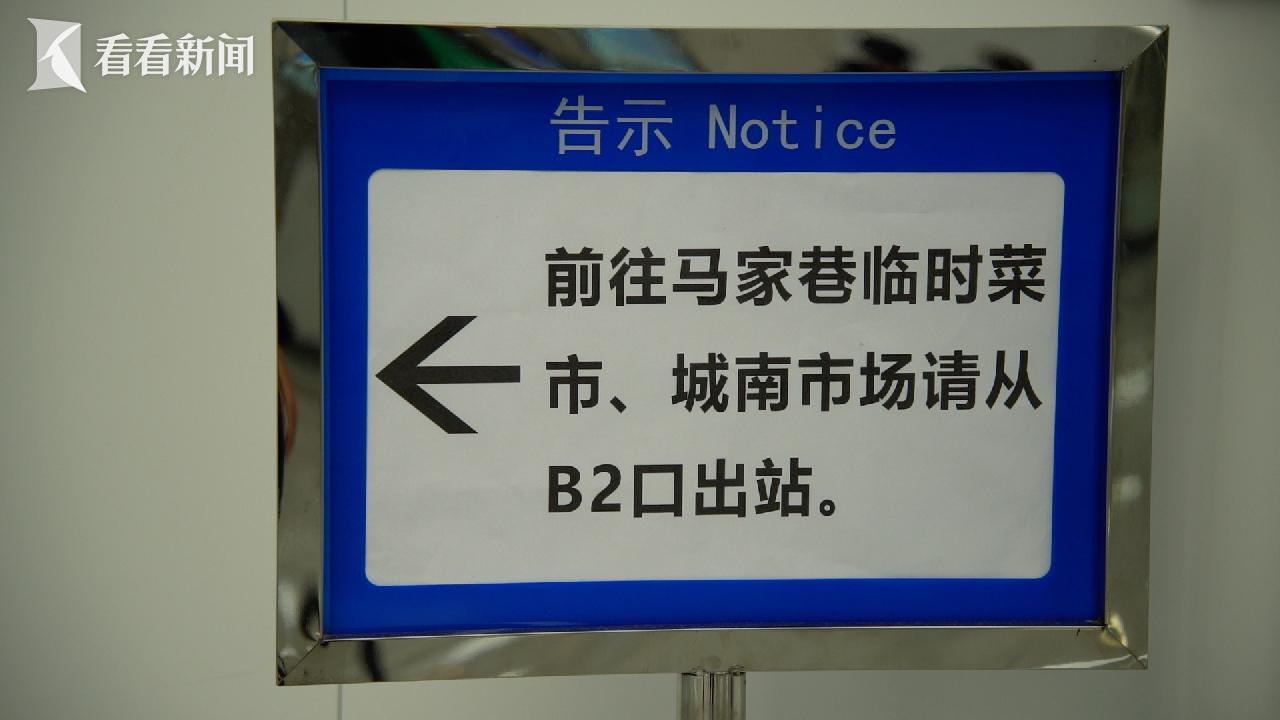 看看新闻
告示 Notice
前往马家巷临时菜
市、城南市场请从
B2口出站。